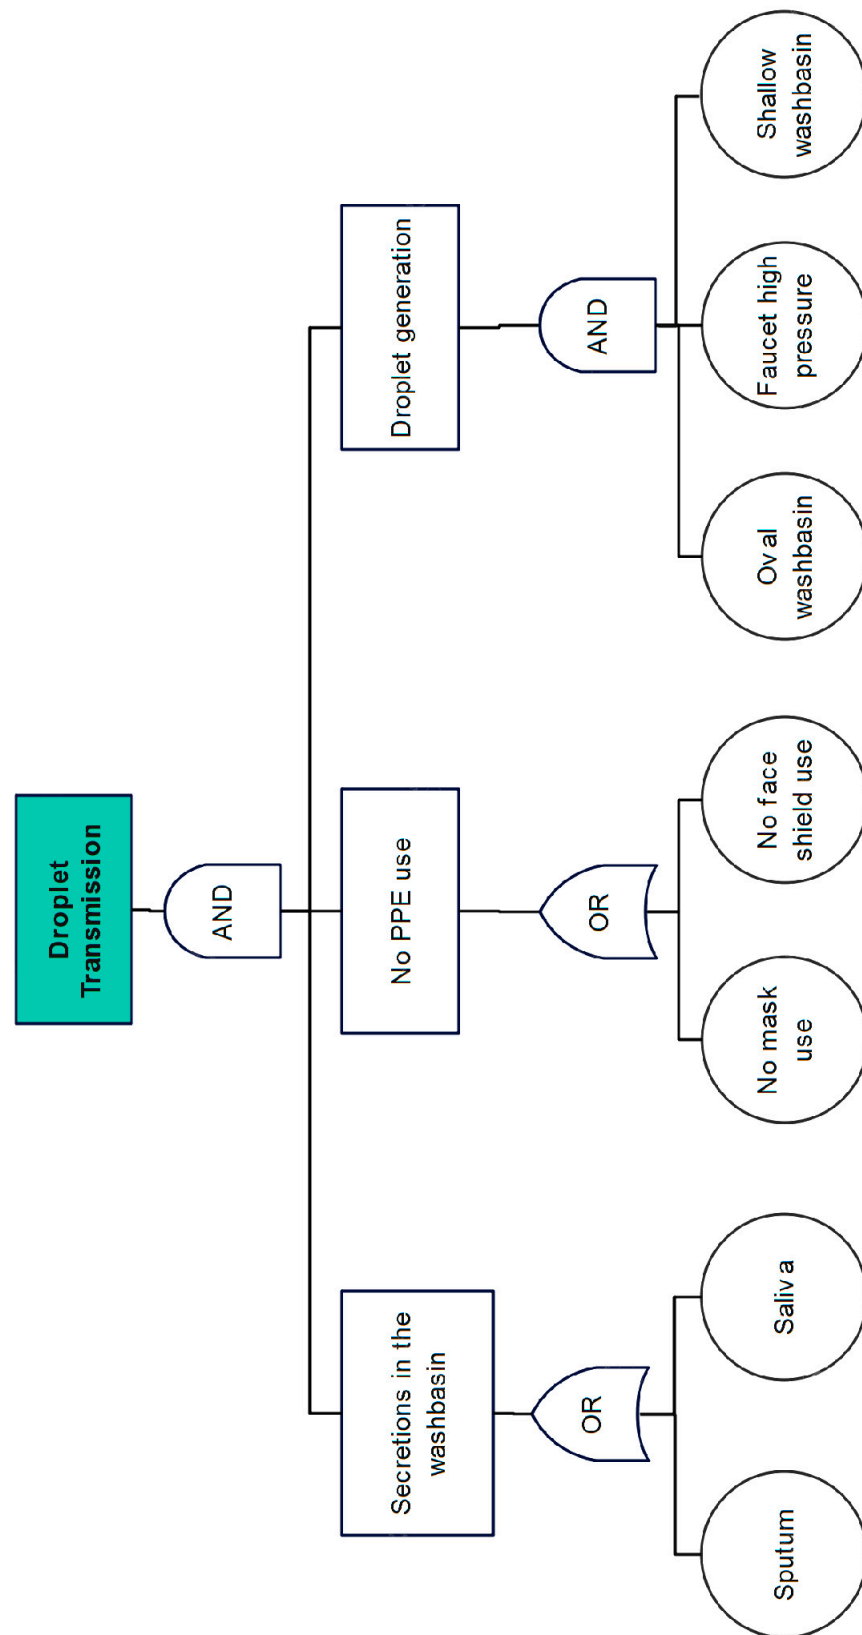 Droplet
Transmission
AND
Secretions in the
washbasin
No PPE use
Droplet generation
OR
OR
AND
Sputum
Saliva
No mask
use
No face
shield use
Oval
washbasin
Faucet high
pressure
Shallow
washbasin